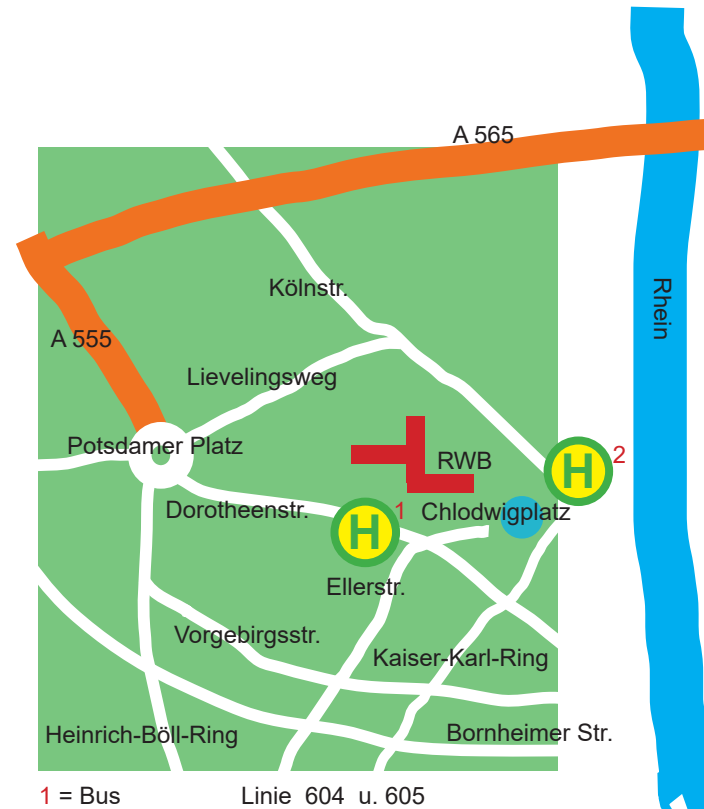 A 565
Kölnstr.
Rhein
A 555
Lievelingsweg
Potsdamer Platz
RWB
H 2
Dorotheenstr.
H 1
Chlodwigplatz
Ellerstr.
Vorgebirgsstr.
Kaiser-Karl-Ring
Heinrich-Böll-Ring
Bornheimer Str.
1 = Bus Linie 604 u. 605